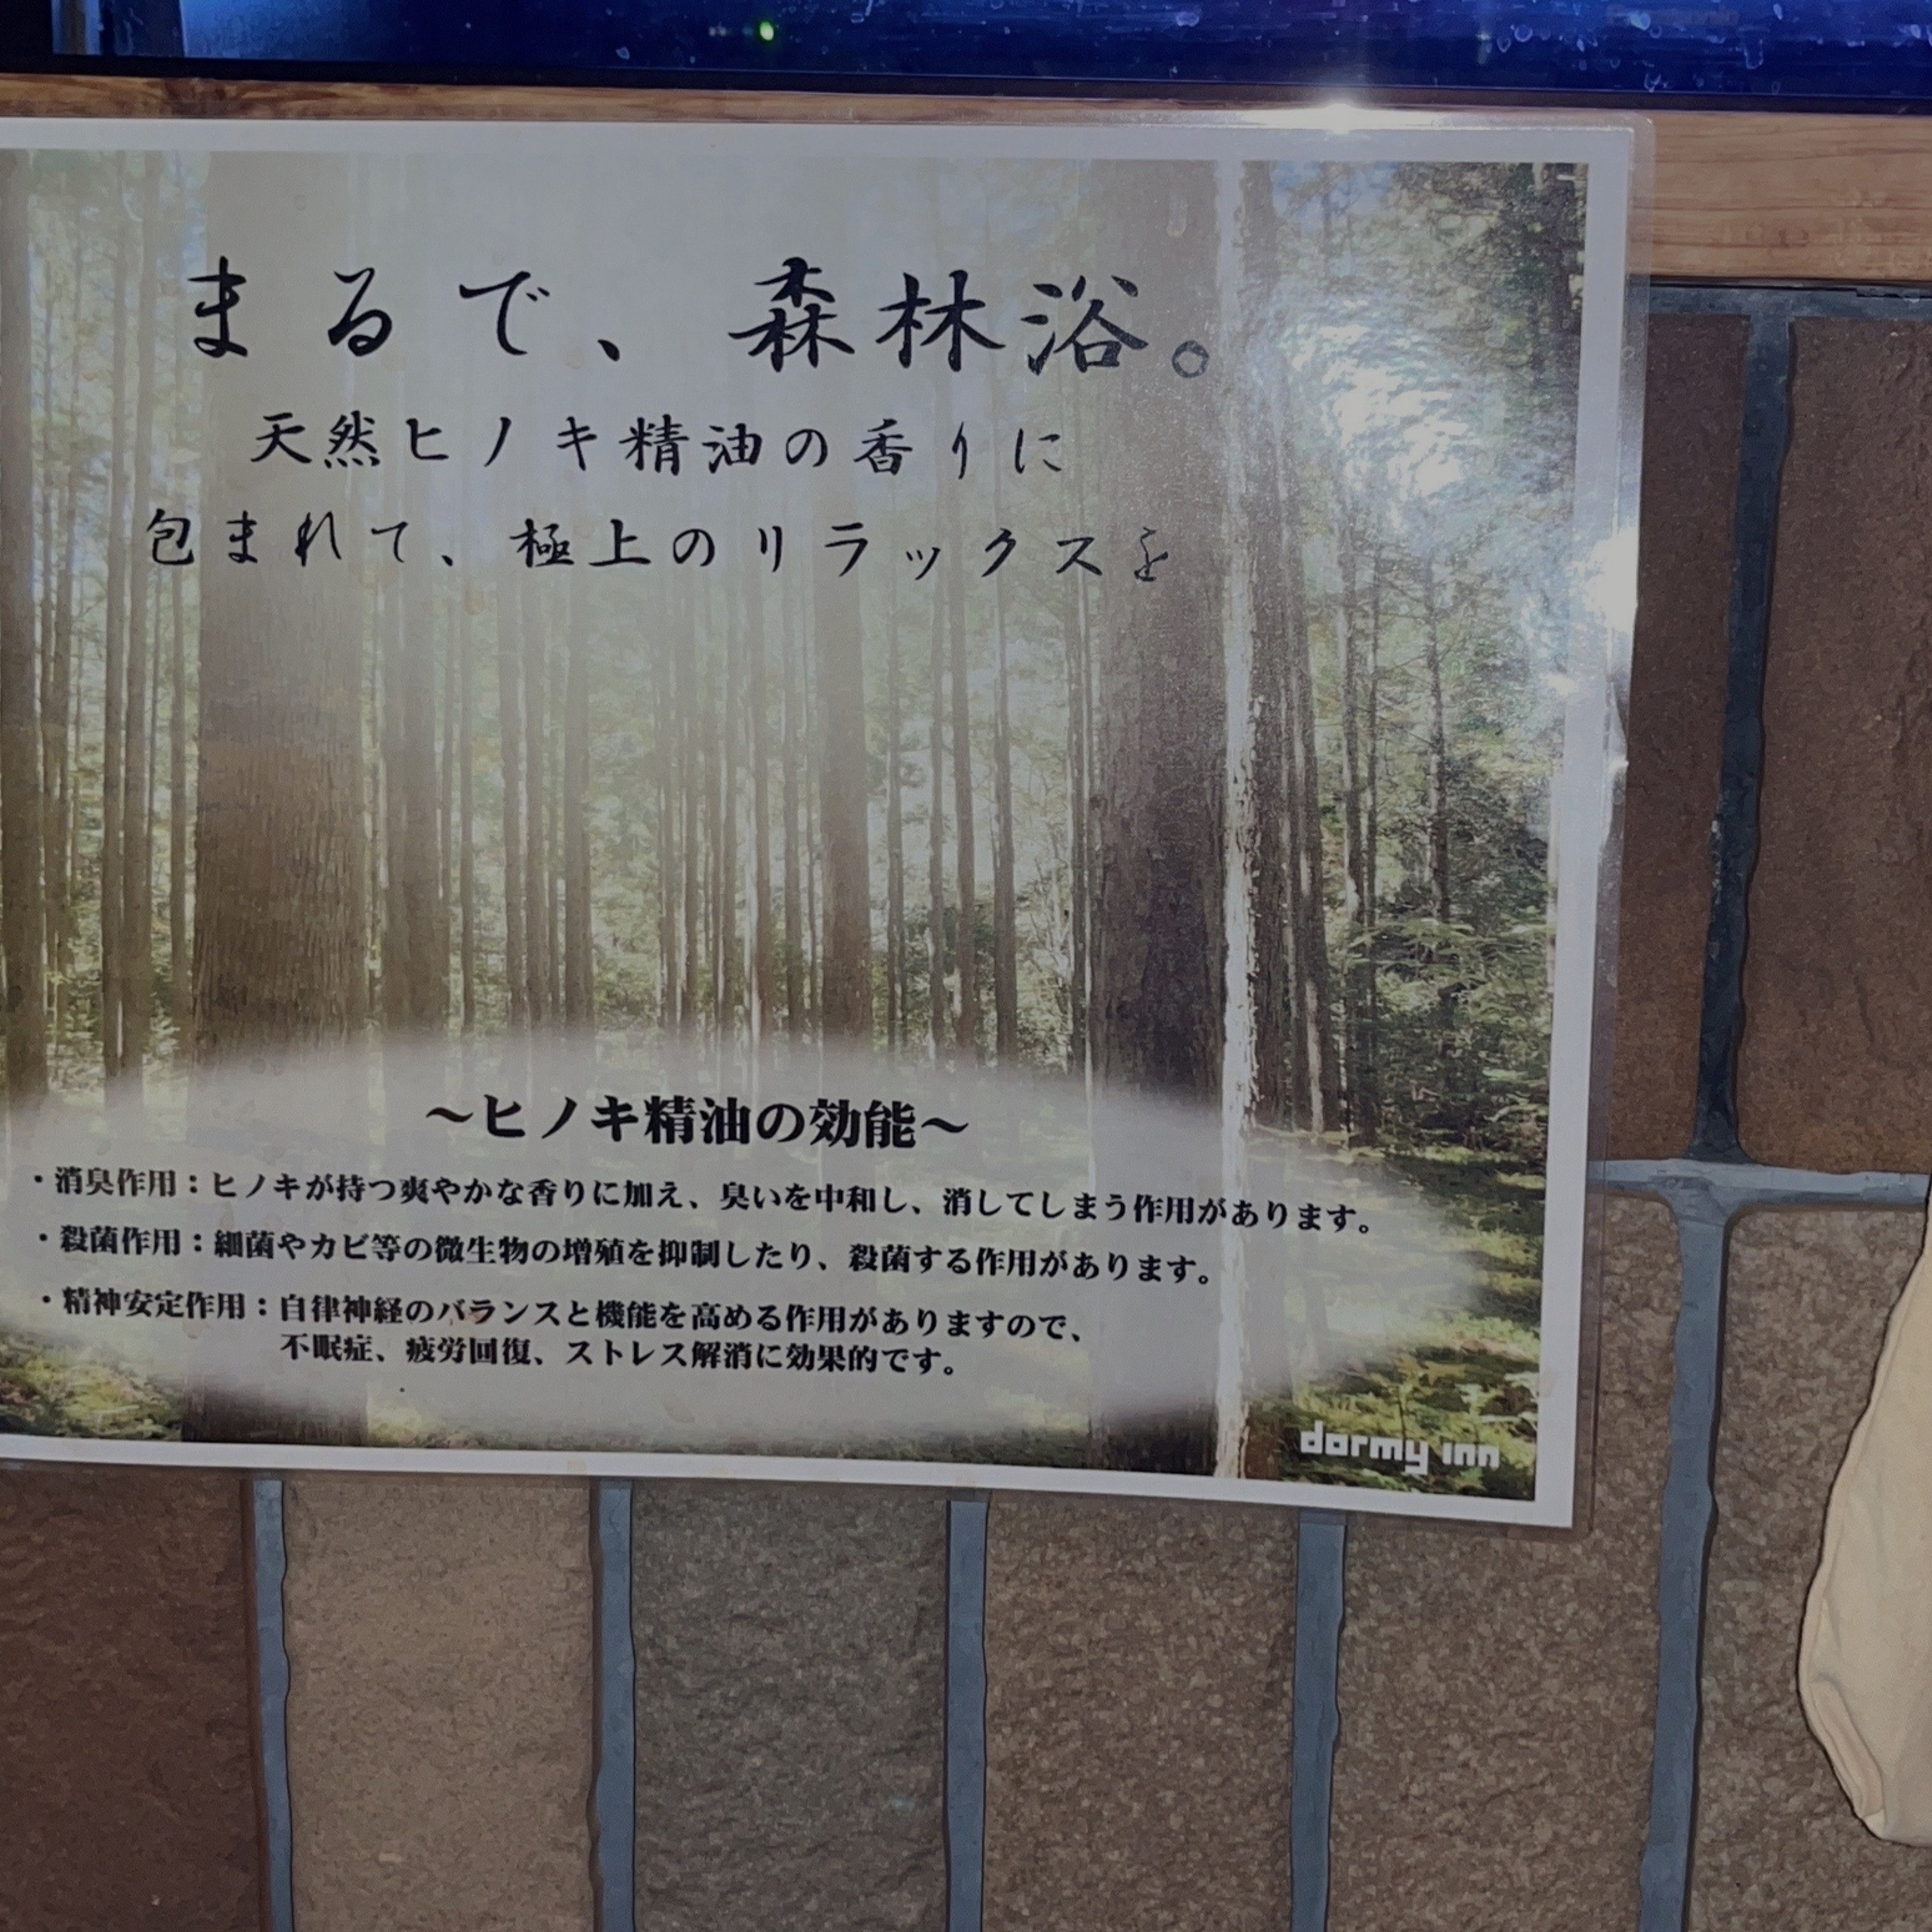 まるで、森林浴。
天然ヒノキ精油の香りに
包まれて、極上のリラックスを
～ヒノキ精油の効能～
・消臭作用：ヒノキが持つ爽やかな香りに加え、臭いを中和し、消してしまう作用があります。
・殺菌作用：細菌やカビ等の微生物の増殖を抑制したり、殺菌する作用があります。
・精神安定作用：自律神経のバランスと機能を高める作用がありますので、
不眠症、疲労回復、ストレス解消に効果的です。
dormy inn